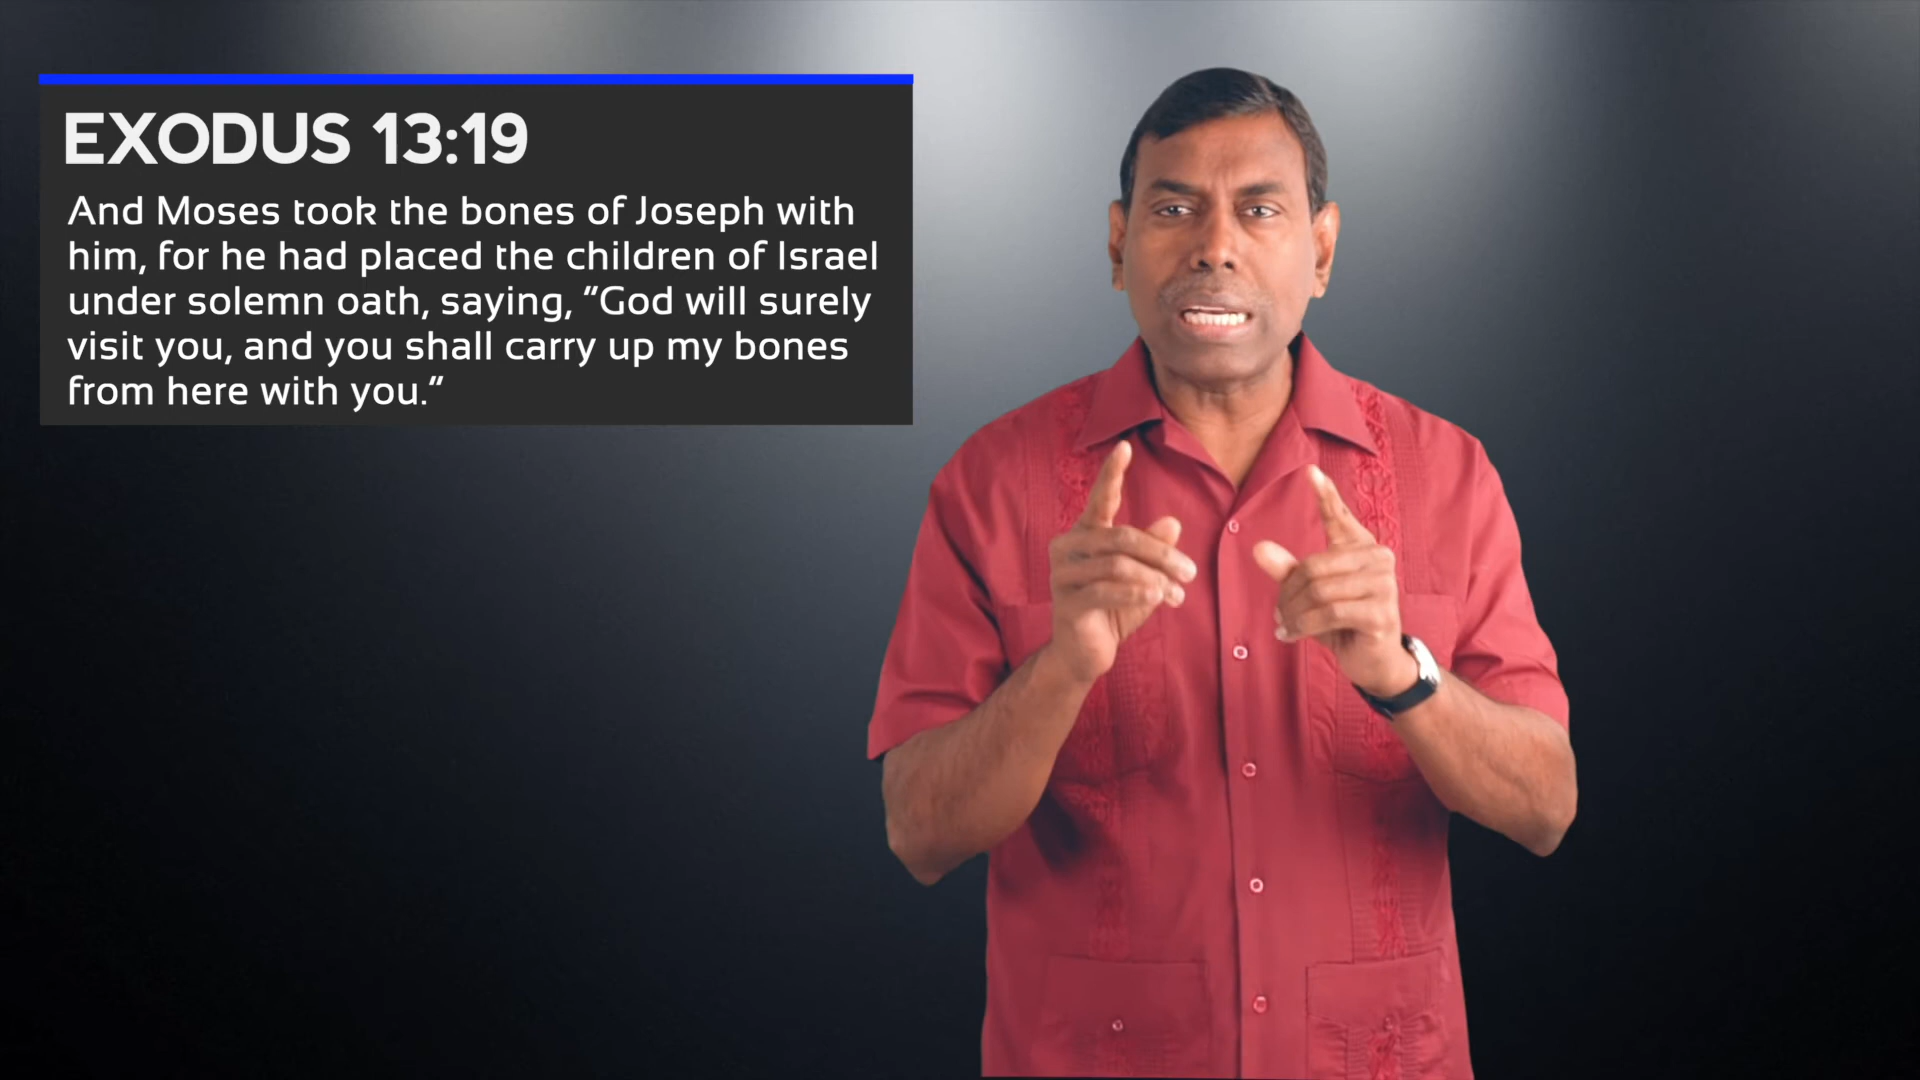 EXODUS 13:19
And Moses took the bones of Joseph with
him, for he had placed the children of Israel
under solemn oath, saying, “God will surely
visit you, and you shall carry up my bones
from here with you.”